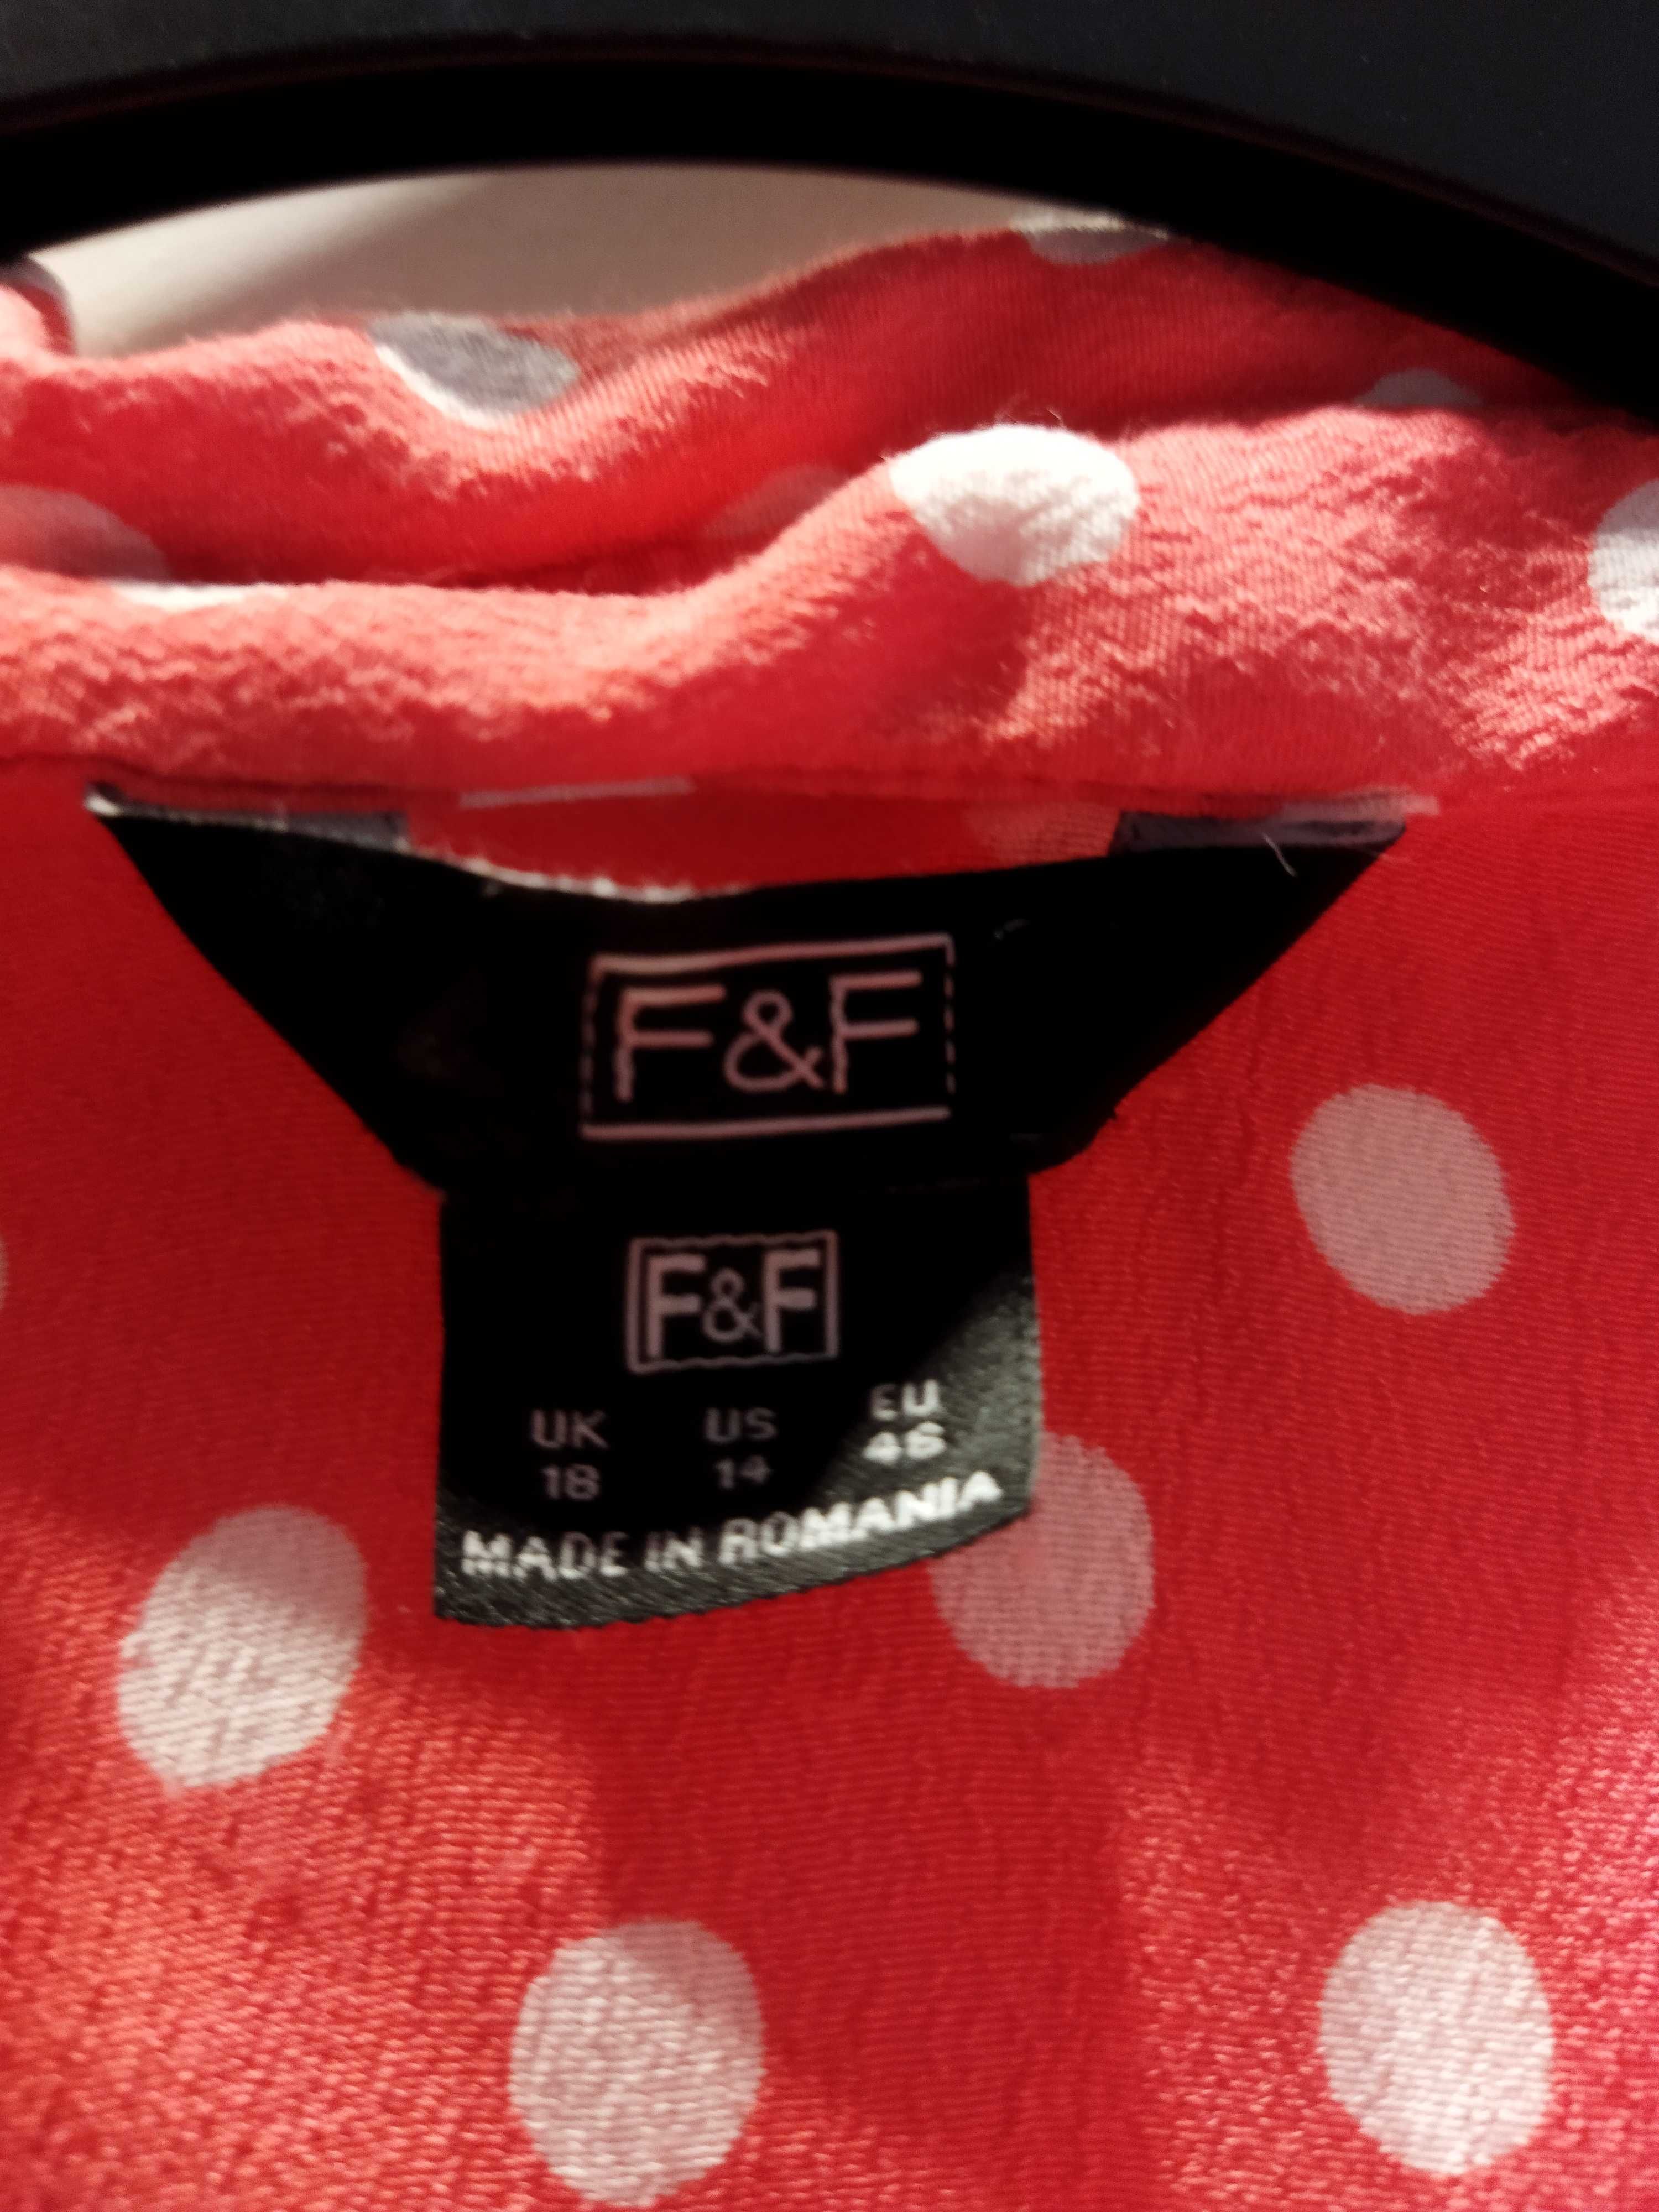 F&F
F&F
UK US EU
18 14 46
MADE IN ROMANIA